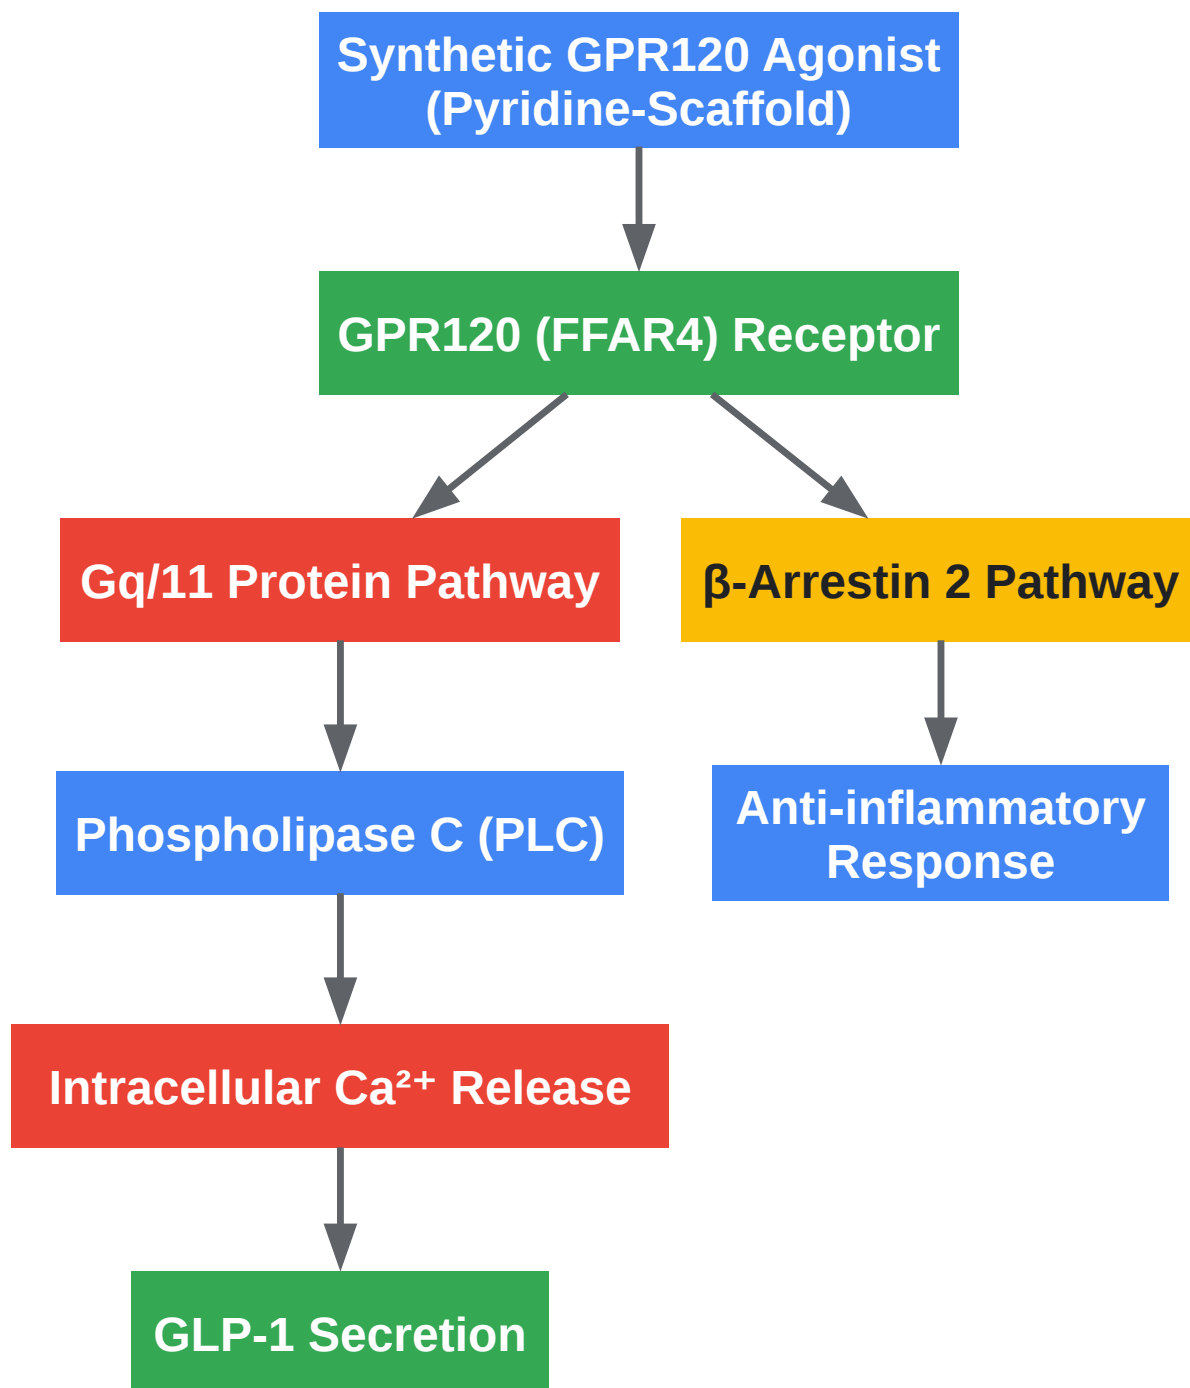 Synthetic GPR120 Agonist
(Pyridine-Scaffold)
GPR120 (FFAR4) Receptor
Gq/11 Protein Pathway
β-Arrestin 2 Pathway
Phospholipase C (PLC)
Anti-inflammatory
Response
Intracellular Ca²⁺ Release
GLP-1 Secretion